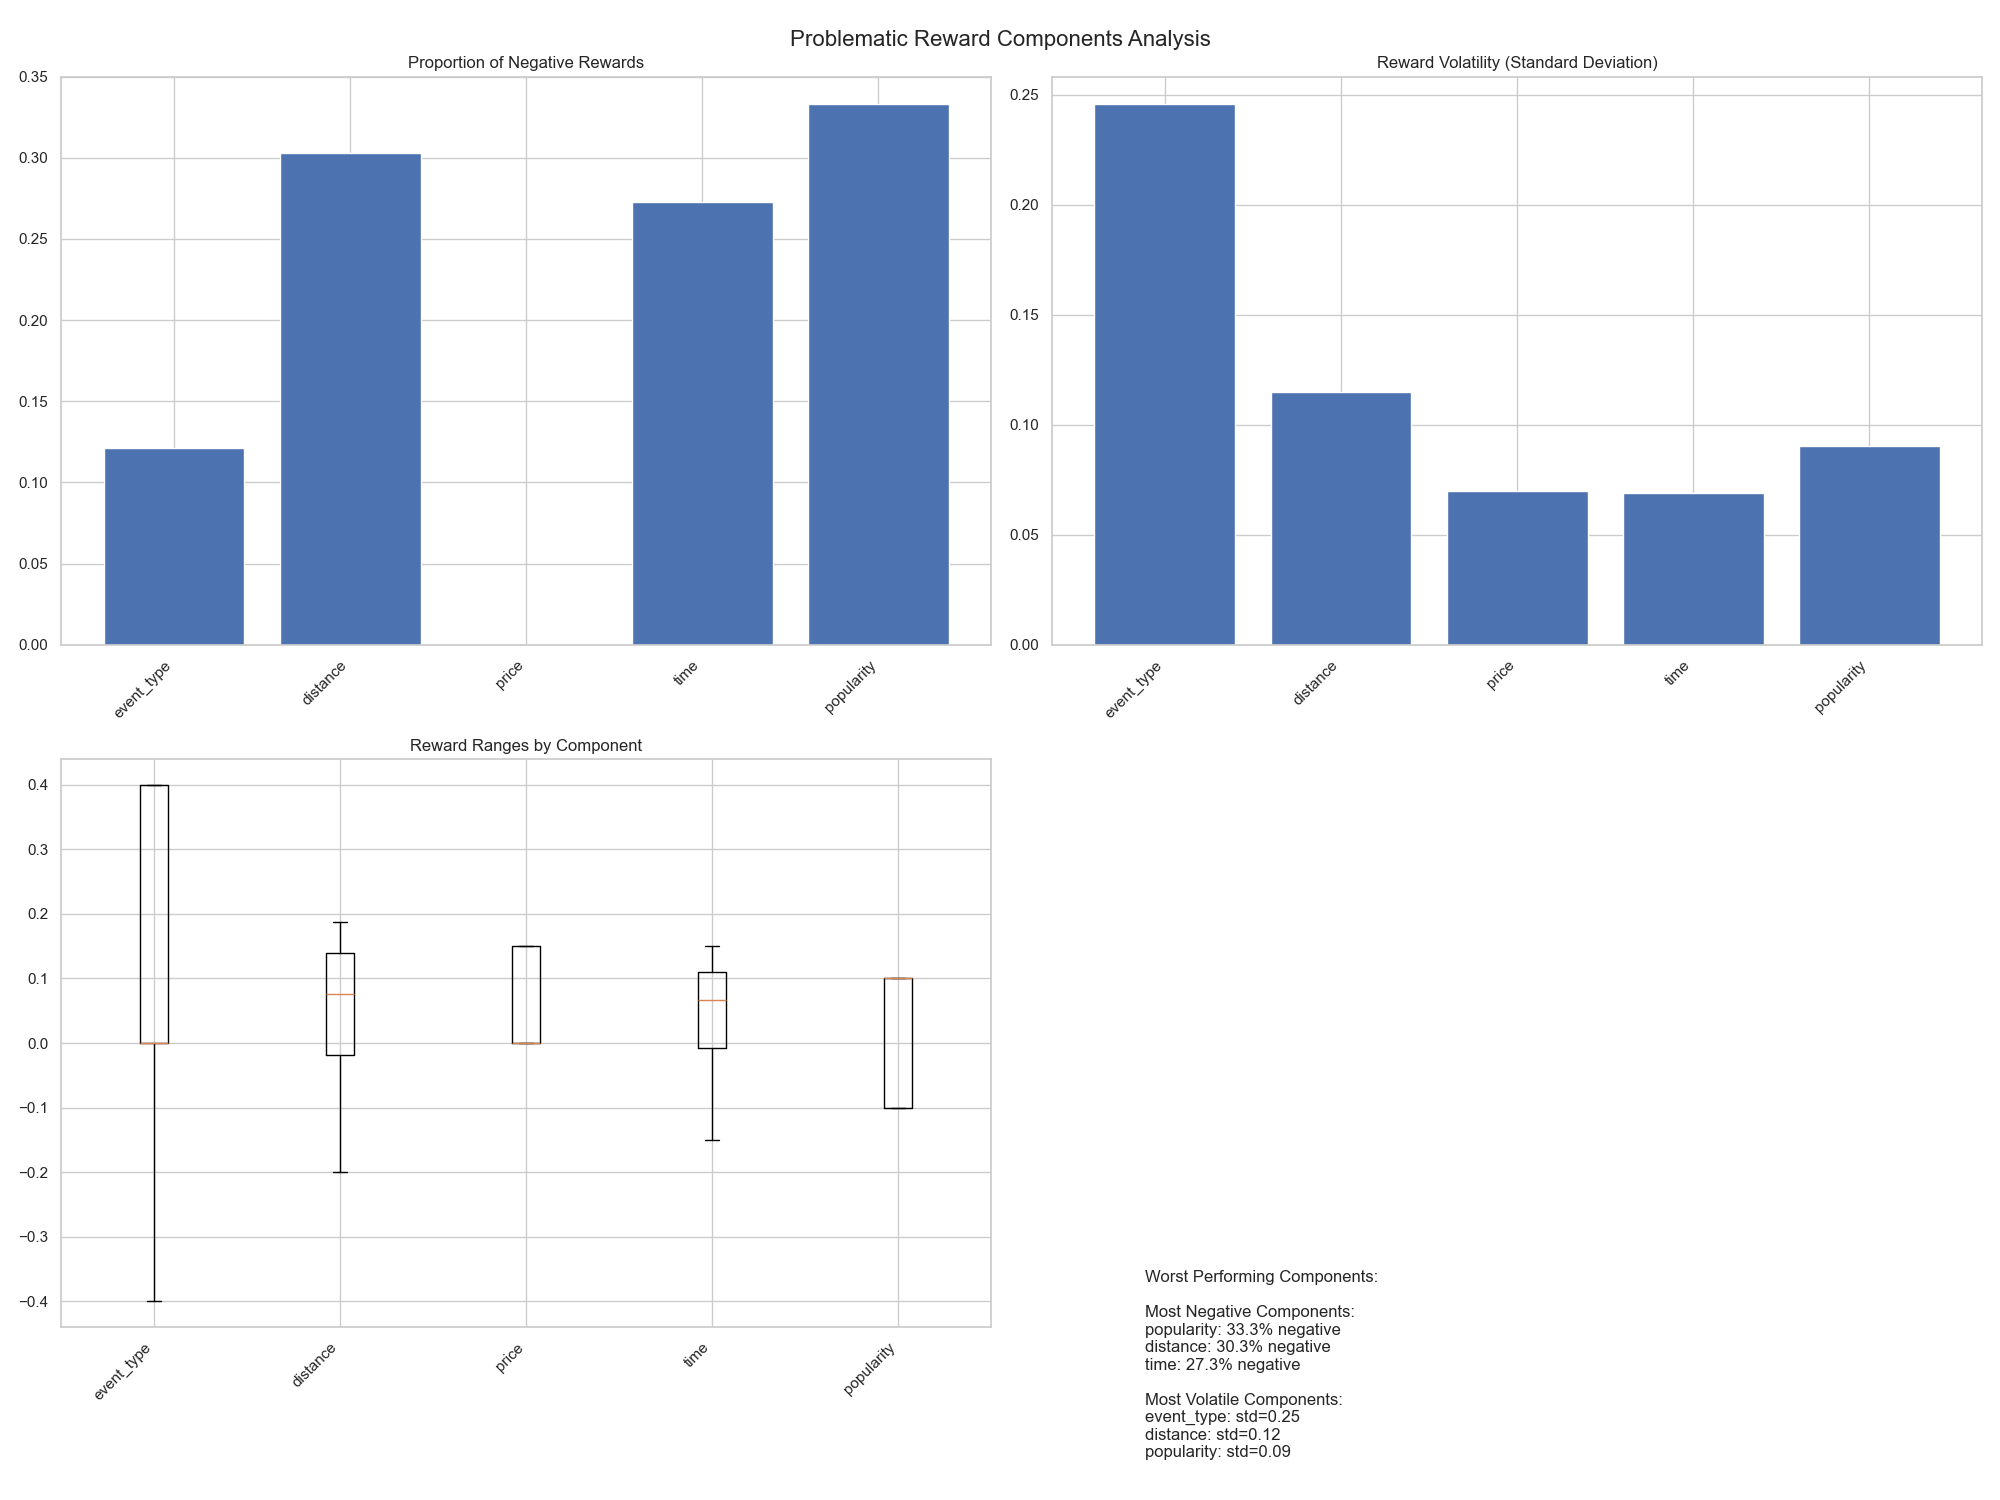 Problematic Reward Components Analysis
Proportion of Negative Rewards
0.35
0.30
0.25
0.20
0.15
0.10
0.05
0.00
event_type
distance
price
time
popularity
Reward Volatility (Standard Deviation)
0.25
0.20
0.15
0.10
0.05
0.00
event_type
distance
price
time
popularity
Reward Ranges by Component
0.4
0.3
0.2
0.1
0.0
−0.1
−0.2
−0.3
−0.4
event_type
distance
price
time
popularity
Worst Performing Components:
Most Negative Components:
popularity: 33.3% negative
distance: 30.3% negative
time: 27.3% negative
Most Volatile Components:
event_type: std=0.25
distance: std=0.12
popularity: std=0.09